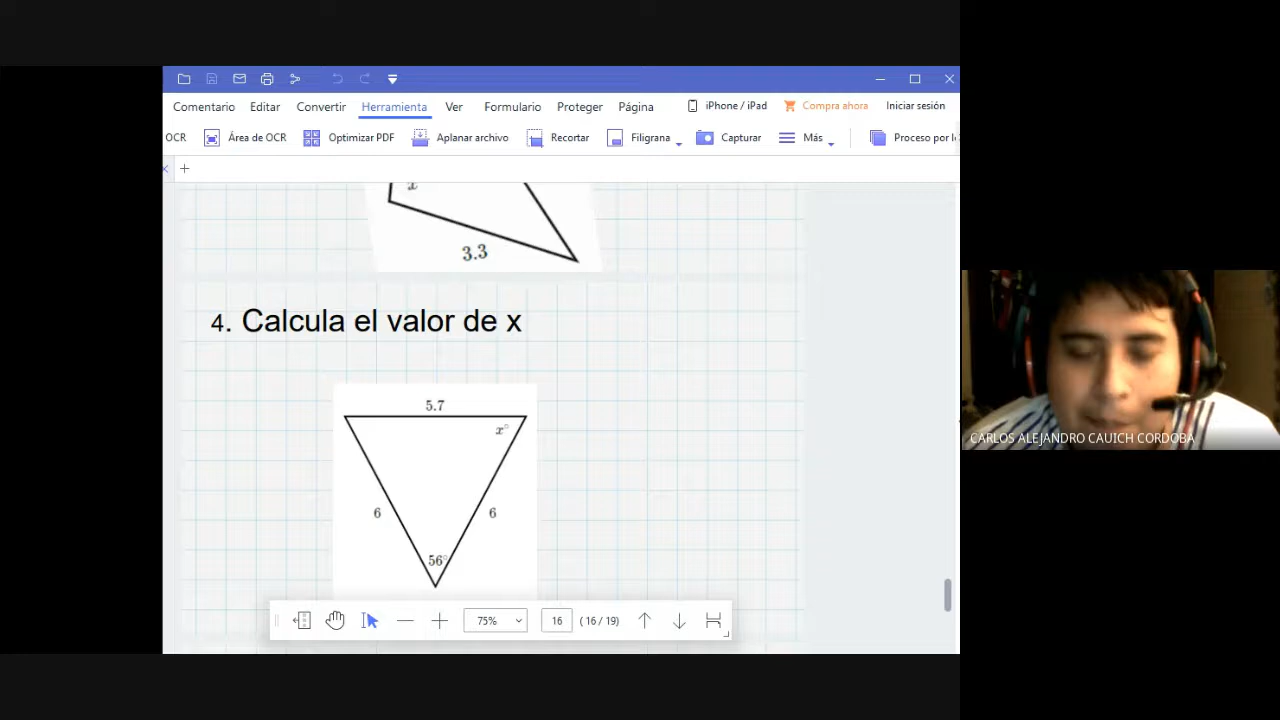 Comentario Editar Convertir Herramienta Ver Formulario Proteger Página iPhone / iPad Compra ahora Iniciar sesión
OCR Área de OCR Optimizar PDF Aplanar archivo Recortar Filigrana Capturar Más Proceso por l
x
3.3
4. Calcula el valor de x
5.7
x°
6 6
56°
75% 16 ( 16 / 19)
CARLOS ALEJANDRO CAUICH CORDOBA